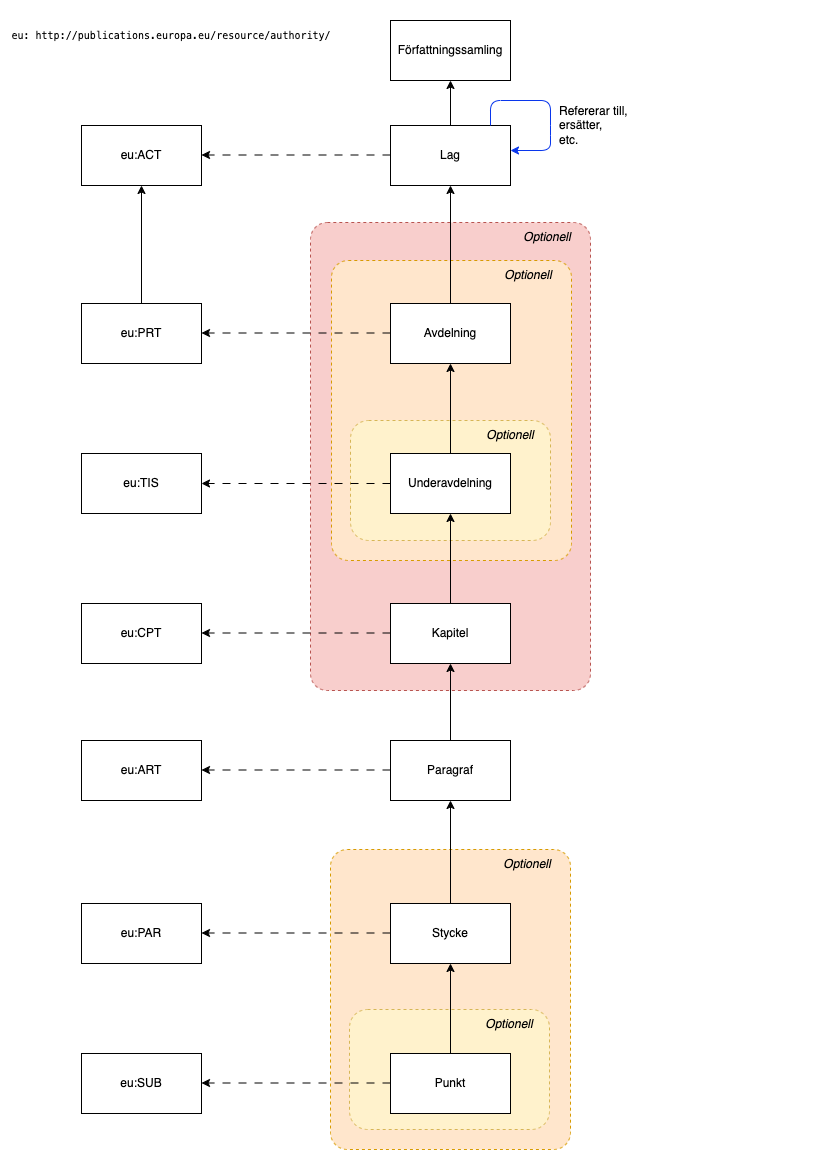 eu: http://publications.europa.eu/resource/authority/
Författningssamling
Refererar till,
ersätter,
etc.
eu:ACT
Lag
Optionell
Optionell
eu:PRT
Avdelning
Optionell
eu:TIS
Underavdelning
eu:CPT
Kapitel
eu:ART
Paragraf
Optionell
eu:PAR
Stycke
Optionell
eu:SUB
Punkt